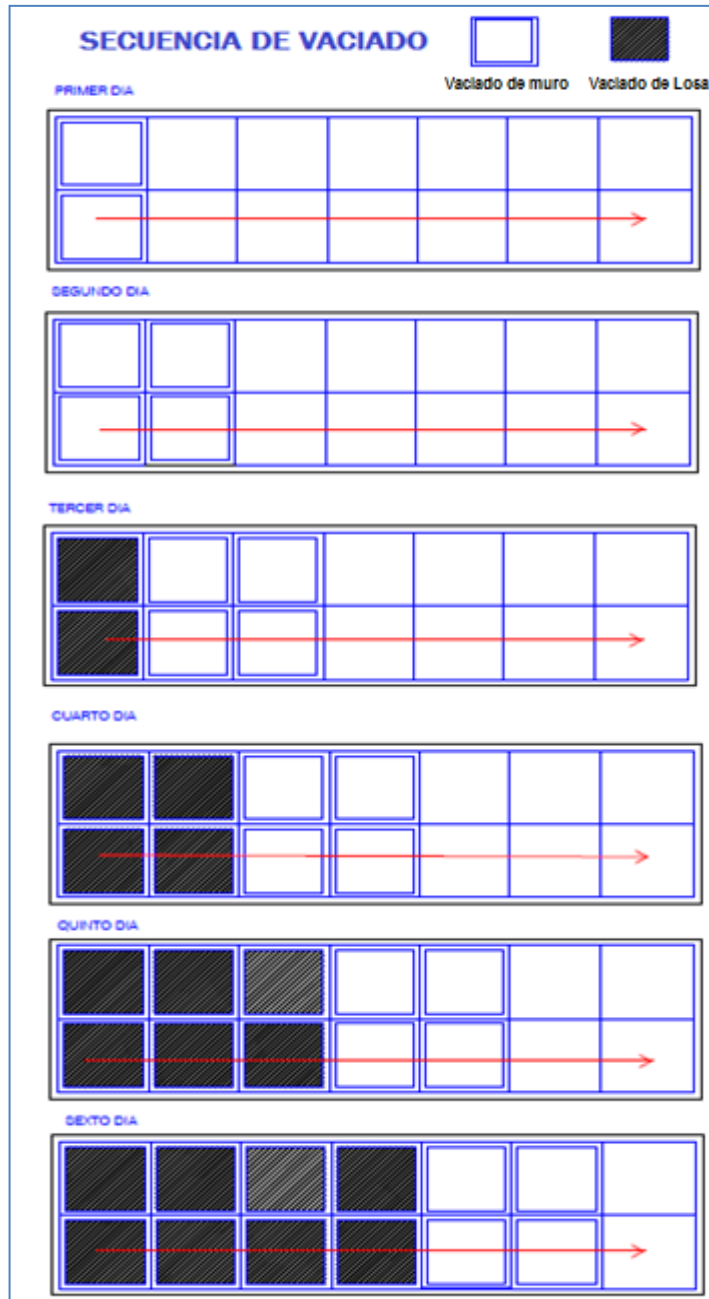 SECUENCIA DE VACIADO
Vaciado de muro
Vaciado de Losa
PRIMER DIA
SEGUNDO DIA
TERCER DIA
CUARTO DIA
QUINTO DIA
SEXTO DIA